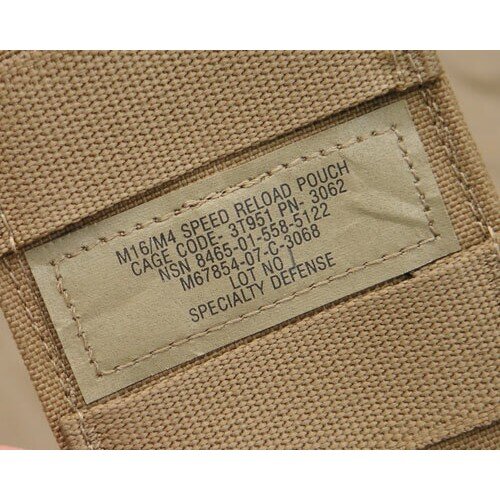 M16/M4 SPEED RELOAD POUCH
CAGE CODE- 3T951 PN- 3062
NSN 8465-01-558-5122
M67854-07-C-3068
LOT NO 1
SPECIALTY DEFENSE